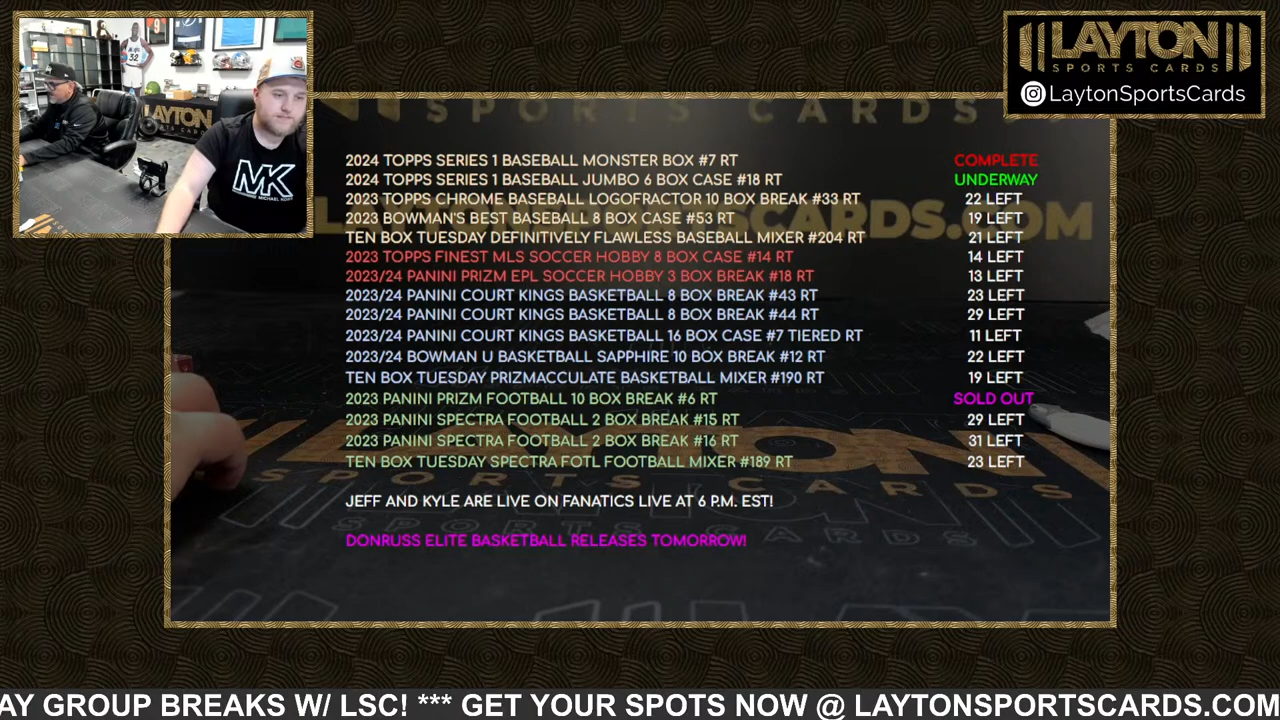 LAYTON
SPORTS CARDS
LaytonSportsCards
32
MK
MICHAEL KORS
LAYTON
SPORTS CARDS
2024 TOPPS SERIES 1 BASEBALL MONSTER BOX #7 RT COMPLETE
2024 TOPPS SERIES 1 BASEBALL JUMBO 6 BOX CASE #18 RT UNDERWAY
2023 TOPPS CHROME BASEBALL LOGOFRACTOR 10 BOX BREAK #33 RT 22 LEFT
2023 BOWMAN'S BEST BASEBALL 8 BOX CASE #53 RT 19 LEFT
TEN BOX TUESDAY DEFINITIVELY FLAWLESS BASEBALL MIXER #204 RT 21 LEFT
2023 TOPPS FINEST MLS SOCCER HOBBY 8 BOX CASE #14 RT 14 LEFT
2023/24 PANINI PRIZM EPL SOCCER HOBBY 3 BOX BREAK #18 RT 13 LEFT
2023/24 PANINI COURT KINGS BASKETBALL 8 BOX BREAK #43 RT 23 LEFT
2023/24 PANINI COURT KINGS BASKETBALL 8 BOX BREAK #44 RT 29 LEFT
2023/24 PANINI COURT KINGS BASKETBALL 16 BOX CASE #7 TIERED RT 11 LEFT
2023/24 BOWMAN U BASKETBALL SAPPHIRE 10 BOX BREAK #12 RT 22 LEFT
TEN BOX TUESDAY PRIZMACCULATE BASKETBALL MIXER #190 RT 19 LEFT
2023 PANINI PRIZM FOOTBALL 10 BOX BREAK #6 RT SOLD OUT
2023 PANINI SPECTRA FOOTBALL 2 BOX BREAK #15 RT 29 LEFT
2023 PANINI SPECTRA FOOTBALL 2 BOX BREAK #16 RT 31 LEFT
TEN BOX TUESDAY SPECTRA FOTL FOOTBALL MIXER #189 RT 23 LEFT
JEFF AND KYLE ARE LIVE ON FANATICS LIVE AT 6 P.M. EST!
DONRUSS ELITE BASKETBALL RELEASES TOMORROW!
SPORTS CARDS
AY GROUP BREAKS W/ LSC! *** GET YOUR SPOTS NOW @ LAYTONSPORTSCARDS.COM